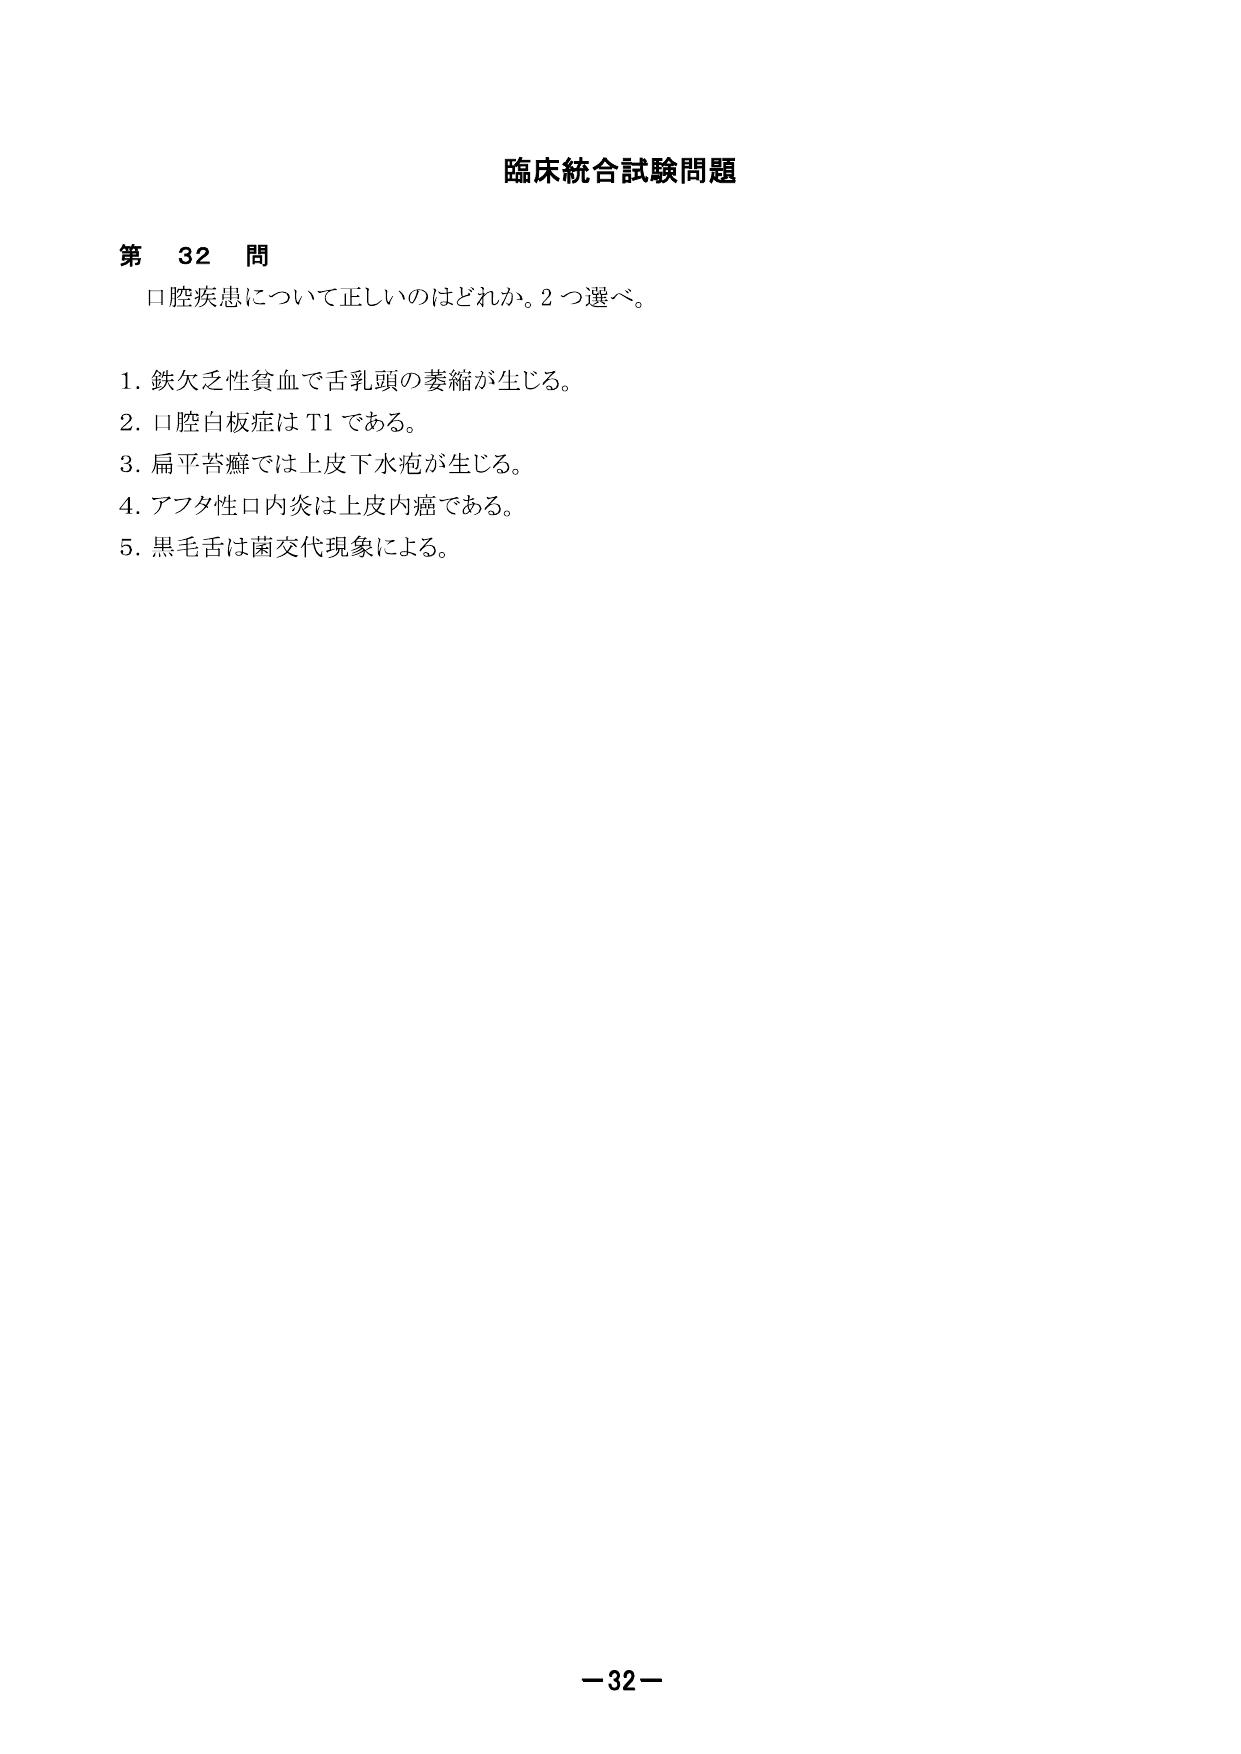 臨床統合試験問題
第 32 問
口腔疾患について正しいのはどれか。2つ選べ。
1. 鉄欠乏性貧血で舌乳頭の萎縮が生じる。
2. 口腔白板症は T1 である。
3. 扁平苔癬では上皮下水疱が生じる。
4. アフタ性口内炎は上皮内癌である。
5. 黒毛舌は菌交代現象による。
－32－